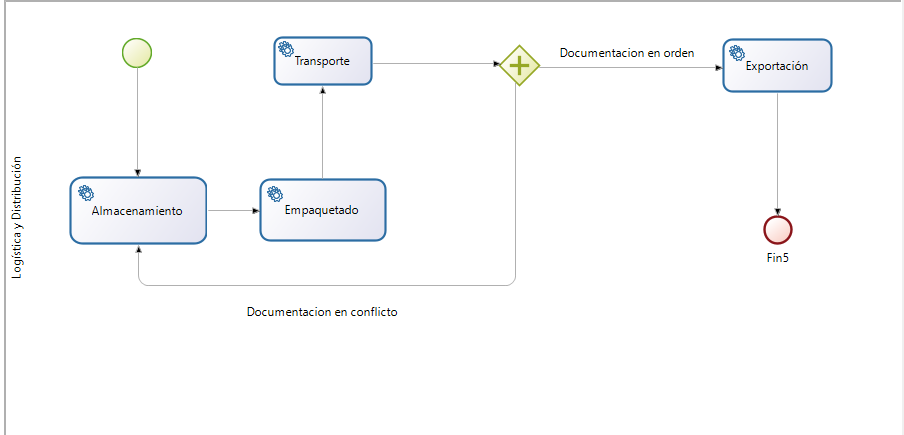 Logística y Distribución
Transporte
Documentacion en orden
Exportación
Almacenamiento
Empaquetado
Fin5
Documentacion en conflicto